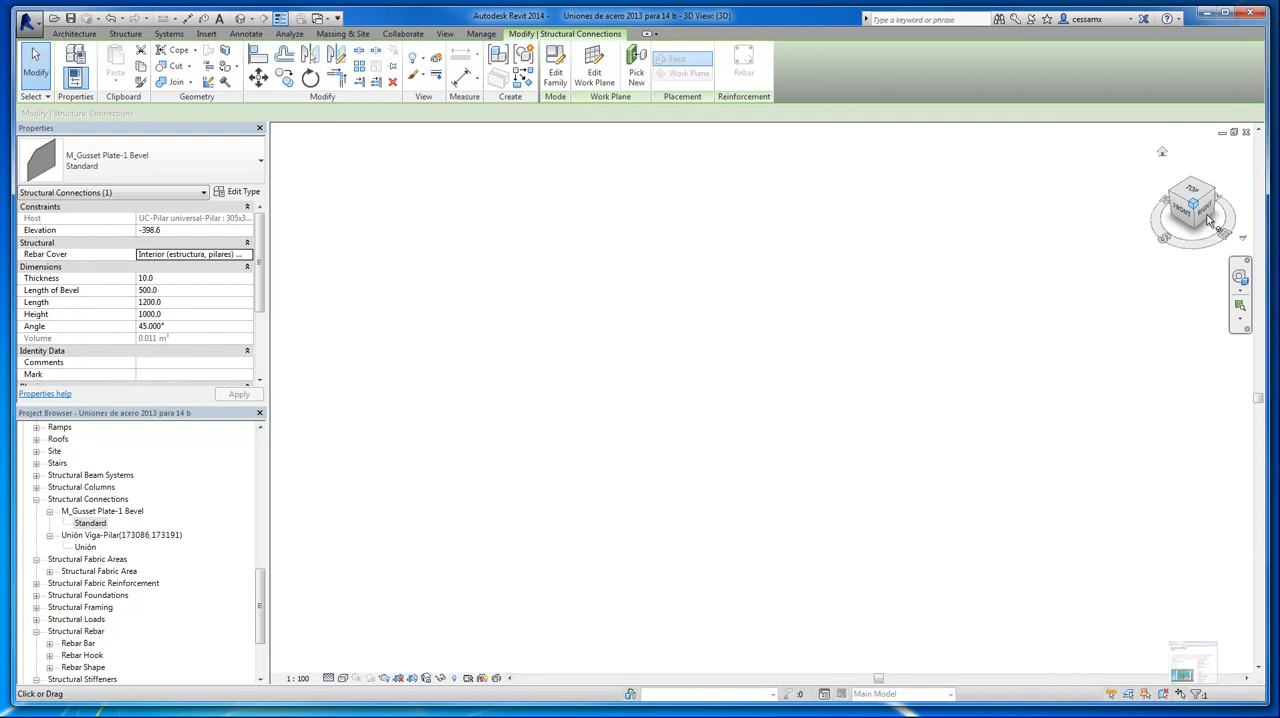 Autodesk Revit 2014 - Uniones de acero 2013 para 14 b - 3D View: {3D}
Type a keyword or phrase
cessamx
Architecture Structure Systems Insert Annotate Analyze Massing & Site Collaborate View Manage Modify | Structural Connections
Modify
Paste
Cope
Cut
Join
Edit Family
Edit Work Plane
Pick New
Face
Work Plane
Rebar
Select Properties Clipboard Geometry Modify View Measure Create Mode Work Plane Placement Reinforcement
Modify | Structural Connections
Properties
M_Gusset Plate-1 Bevel
Standard
Structural Connections (1) Edit Type
Constraints
Host UC-Pilar universal-Pilar : 305x3...
Elevation -398.6
Structural
Rebar Cover Interior (estructura, pilares) ...
Dimensions
Thickness 10.0
Length of Bevel 500.0
Length 1200.0
Height 1000.0
Angle 45.000°
Volume 0.011 m³
Identity Data
Comments
Mark
Properties help Apply
Project Browser - Uniones de acero 2013 para 14 b
Ramps
Roofs
Site
Stairs
Structural Beam Systems
Structural Columns
Structural Connections
M_Gusset Plate-1 Bevel
Standard
Unión Viga-Pilar(173086,173191)
Unión
Structural Fabric Areas
Structural Fabric Area
Structural Fabric Reinforcement
Structural Foundations
Structural Framing
Structural Loads
Structural Rebar
Rebar Bar
Rebar Hook
Rebar Shape
Structural Stiffeners
TOP
FRONT
RIGHT
1 : 100
Click or Drag
:0
Main Model
:1